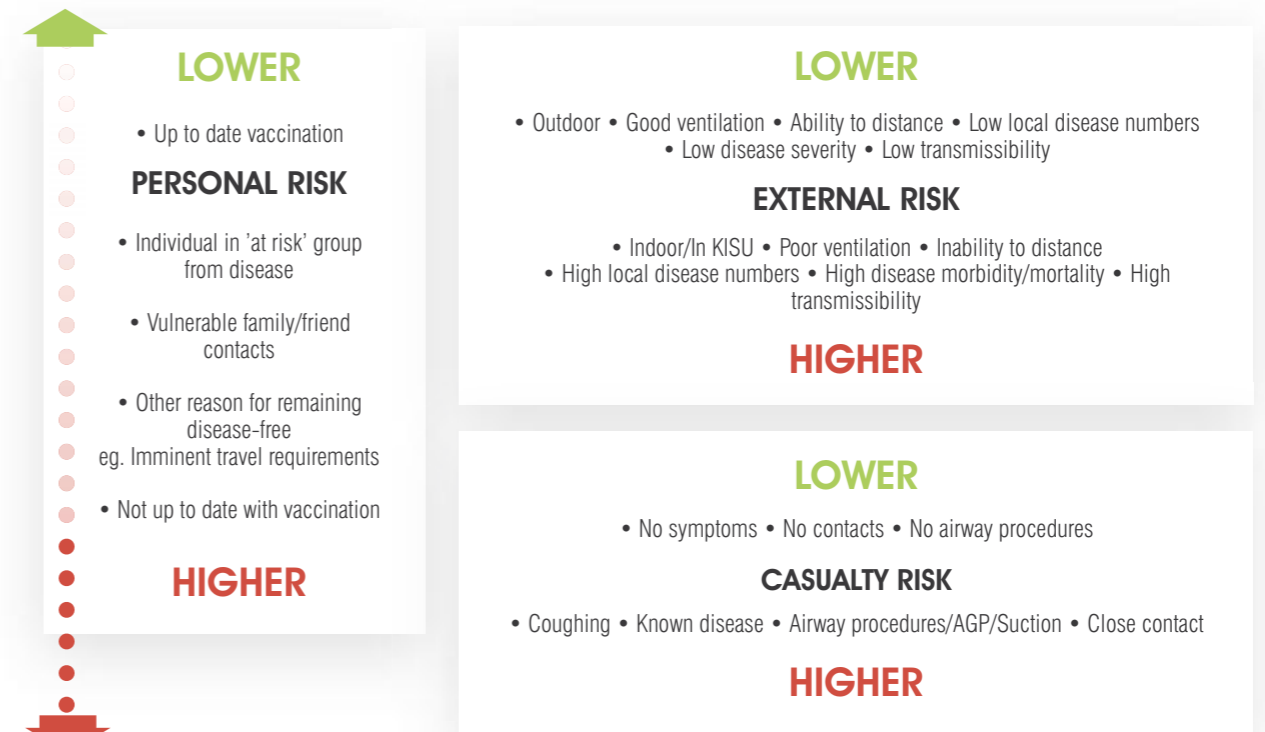 LOWER
• Up to date vaccination
PERSONAL RISK
• Individual in 'at risk' group
from disease
• Vulnerable family/friend
contacts
• Other reason for remaining
disease-free
eg. Imminent travel requirements
• Not up to date with vaccination
HIGHER
LOWER
• Outdoor • Good ventilation • Ability to distance • Low local disease numbers
• Low disease severity • Low transmissibility
EXTERNAL RISK
• Indoor/In KISU • Poor ventilation • Inability to distance
• High local disease numbers • High disease morbidity/mortality • High
transmissibility
HIGHER
LOWER
• No symptoms • No contacts • No airway procedures
CASUALTY RISK
• Coughing • Known disease • Airway procedures/AGP/Suction • Close contact
HIGHER